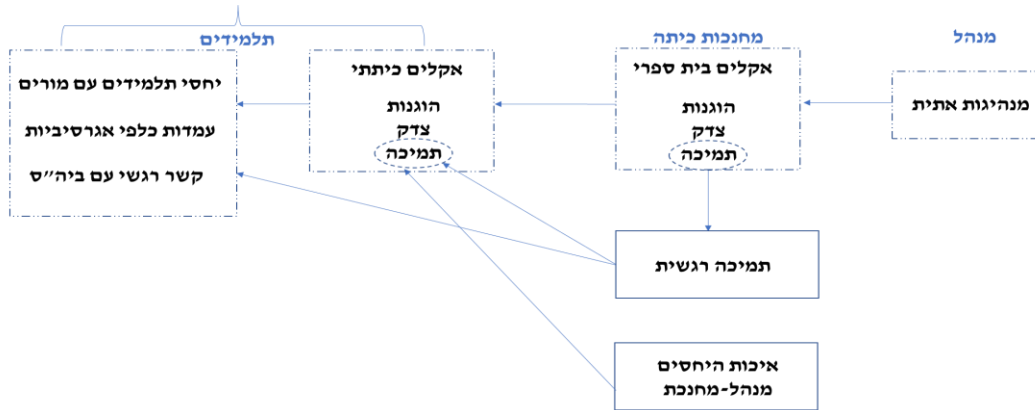 מנהל
מחנכות כיתה
תלמידים
מנהיגות אתית
אקלים בית ספרי
הוגנות
צדק
תמיכה
אקלים כיתתי
הוגנות
צדק
תמיכה
יחסי תלמידים עם מורים
עמדות כלפי אגרסיביות
קשר רגשי עם ביה״ס
תמיכה רגשית
איכות היחסים
מנהל-מחנכת